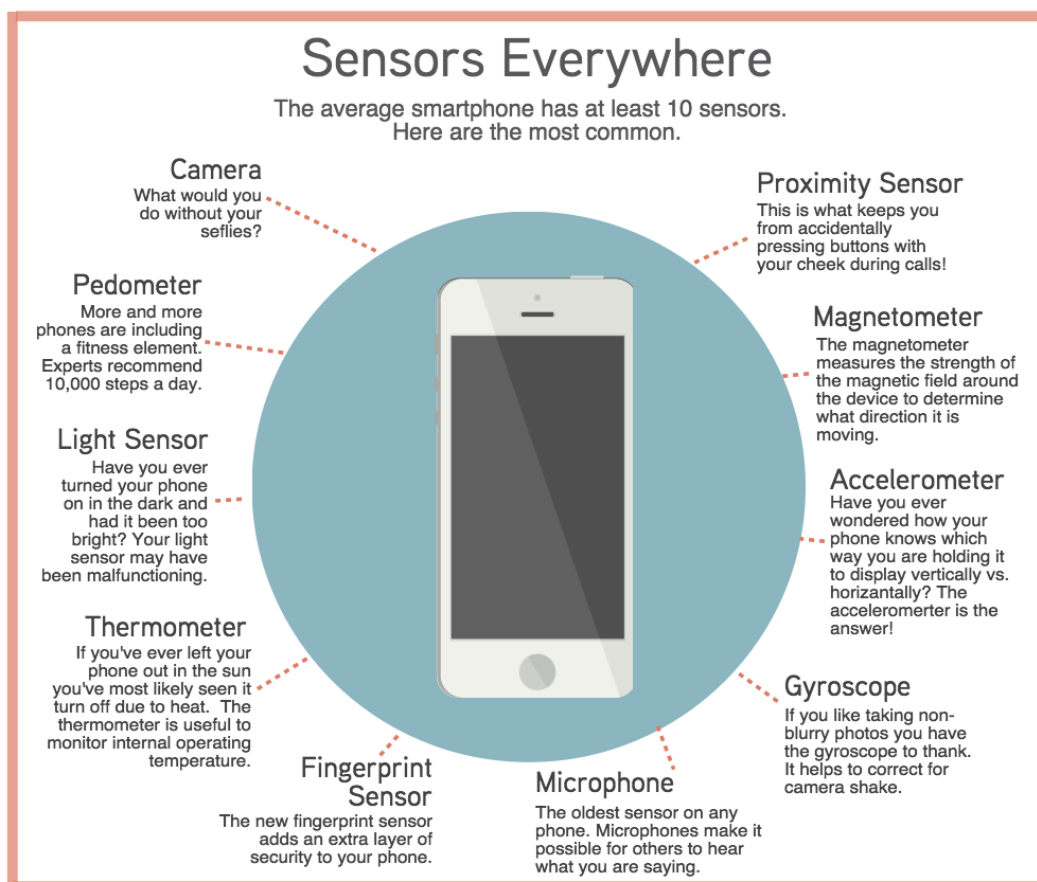 Sensors Everywhere
The average smartphone has at least 10 sensors.
Here are the most common.
Camera
What would you
do without your
seflies?
Pedometer
More and more
phones are including
a fitness element.
Experts recommend
10,000 steps a day.
Light Sensor
Have you ever
turned your phone
on in the dark and
had it been too
bright? Your light
sensor may have
been malfunctioning.
Thermometer
If you've ever left your
phone out in the sun
you've most likely seen it
turn off due to heat.  The
thermometer is useful to
monitor internal operating
temperature.
Fingerprint
Sensor
The new fingerprint sensor
adds an extra layer of
security to your phone.
Microphone
The oldest sensor on any
phone. Microphones make it
possible for others to hear
what you are saying.
Proximity Sensor
This is what keeps you
from accidentally
pressing buttons with
your cheek during calls!
Magnetometer
The magnetometer
measures the strength of
the magnetic field around
the device to determine
what direction it is
moving.
Accelerometer
Have you ever
wondered how your
phone knows which
way you are holding it
to display vertically vs.
horizantally? The
acceleromerter is the
answer!
Gyroscope
If you like taking non-
blurry photos you have
the gyroscope to thank.
It helps to correct for
camera shake.